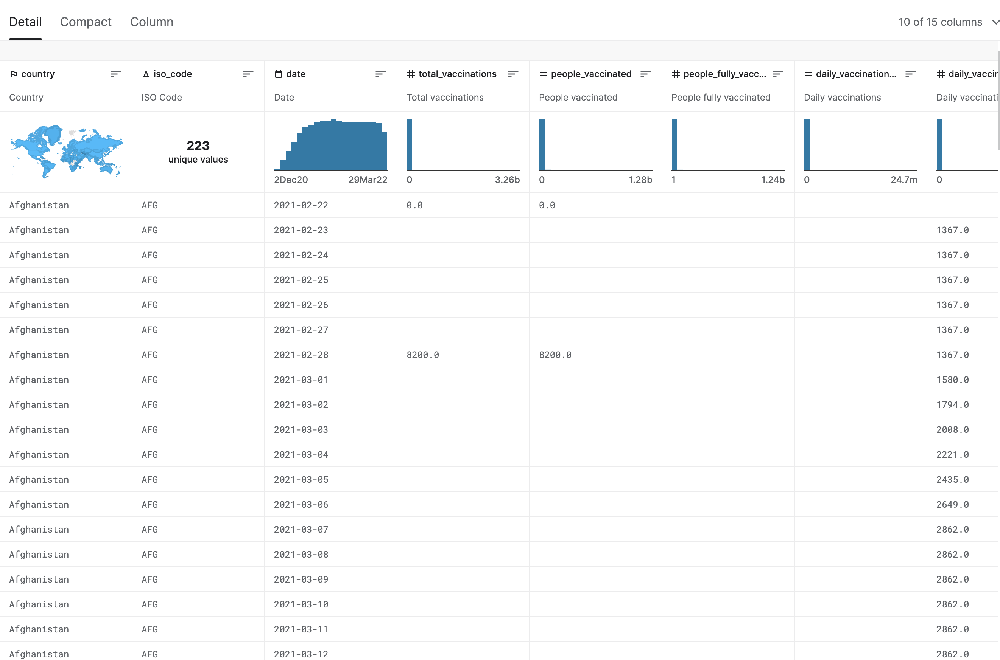 Detail Compact Column 10 of 15 columns
country iso_code date total_vaccinations people_vaccinated people_fully_vacc... daily_vaccination... daily_vaccin
Country ISO Code Date Total vaccinations People vaccinated People fully vaccinated Daily vaccinations Daily vaccinati
223
unique values
2Dec20 29Mar22 0 3.26b 0 1.28b 1 1.24b 0 24.7m 0
Afghanistan AFG 2021-02-22 0.0 0.0
Afghanistan AFG 2021-02-23 1367.0
Afghanistan AFG 2021-02-24 1367.0
Afghanistan AFG 2021-02-25 1367.0
Afghanistan AFG 2021-02-26 1367.0
Afghanistan AFG 2021-02-27 1367.0
Afghanistan AFG 2021-02-28 8200.0 8200.0 1367.0
Afghanistan AFG 2021-03-01 1580.0
Afghanistan AFG 2021-03-02 1794.0
Afghanistan AFG 2021-03-03 2008.0
Afghanistan AFG 2021-03-04 2221.0
Afghanistan AFG 2021-03-05 2435.0
Afghanistan AFG 2021-03-06 2649.0
Afghanistan AFG 2021-03-07 2862.0
Afghanistan AFG 2021-03-08 2862.0
Afghanistan AFG 2021-03-09 2862.0
Afghanistan AFG 2021-03-10 2862.0
Afghanistan AFG 2021-03-11 2862.0
Afghanistan AFG 2021-03-12 2862.0